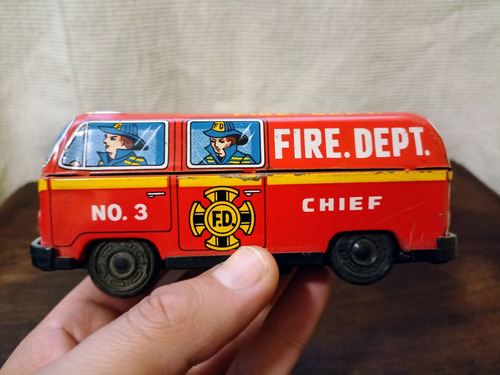 FIRE. DEPT.
NO. 3
F.D.
CHIEF